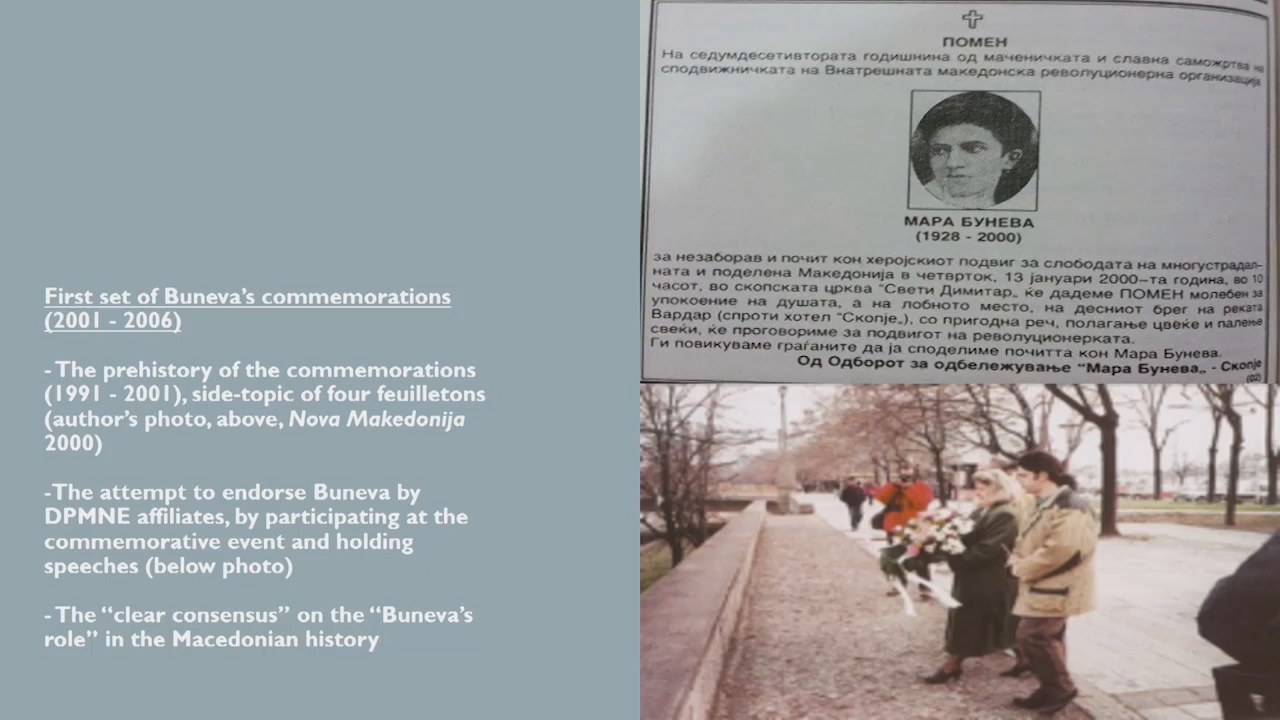 First set of Buneva’s commemorations
(2001 - 2006)
- The prehistory of the commemorations
(1991 - 2001), side-topic of four feuilletons
(author’s photo, above, Nova Makedonija
2000)
-The attempt to endorse Buneva by
DPMNE affiliates, by participating at the
commemorative event and holding
speeches (below photo)
- The “clear consensus” on the “Buneva’s
role” in the Macedonian history
ПОМЕН
На седумдесетивтората годишнина од маченичката и славна саможртва на
сподвижничката на Внатрешната македонска револуционерна организација
МАРА БУНЕВА
(1928 - 2000)
за незаборав и почит кон херојскиот подвиг за слободата на многустрадал-
ната и поделена Македонија в четврток, 13 јануари 2000-та година, во 10
часот, во скопската црква "Свети Димитар„ ќе дадеме ПОМЕН молебен за
упокоение на душата, а на лобното место, на десниот брег на реката
Вардар (спроти хотел "Скопје„), со пригодна реч, полагање цвеќе и палење
свеќи, ќе проговориме за подвигот на револуционерката.
Ги повикуваме граѓаните да ја споделиме почитта кон Мара Бунева.
Од Одборот за одбележување "Мара Бунева„ - Скопје
(02)